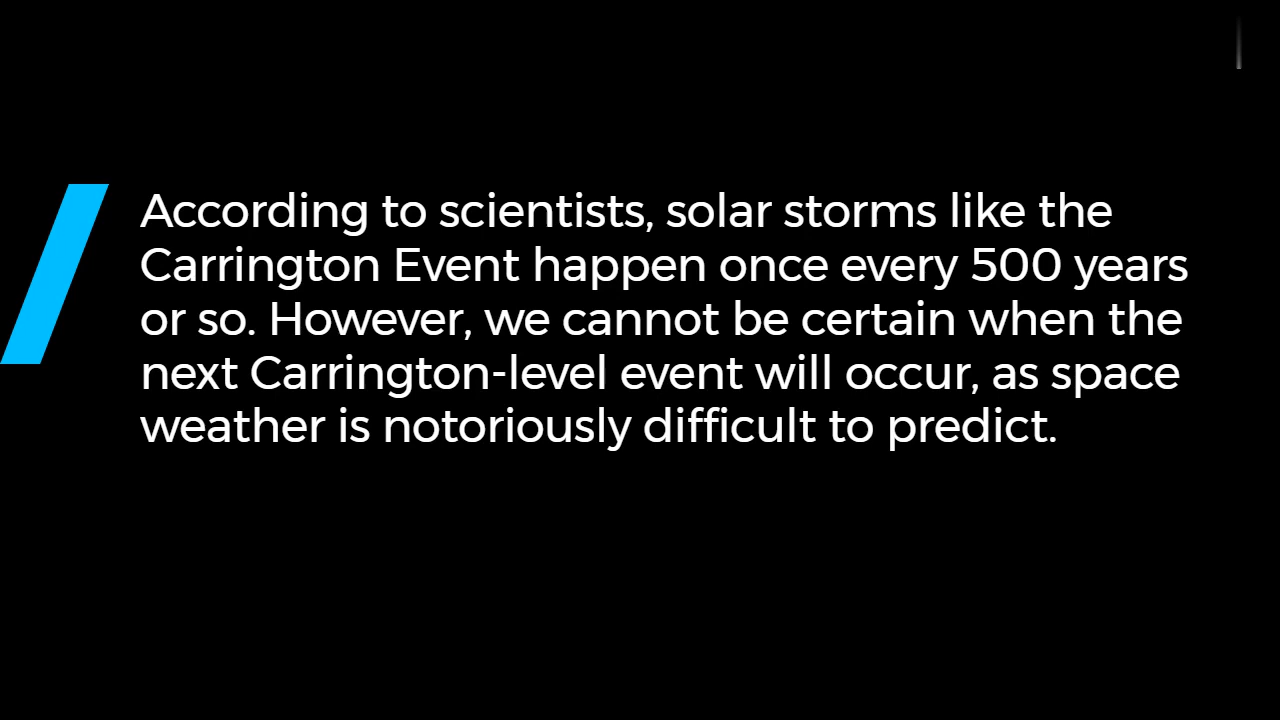 According to scientists, solar storms like the
Carrington Event happen once every 500 years
or so. However, we cannot be certain when the
next Carrington-level event will occur, as space
weather is notoriously difficult to predict.